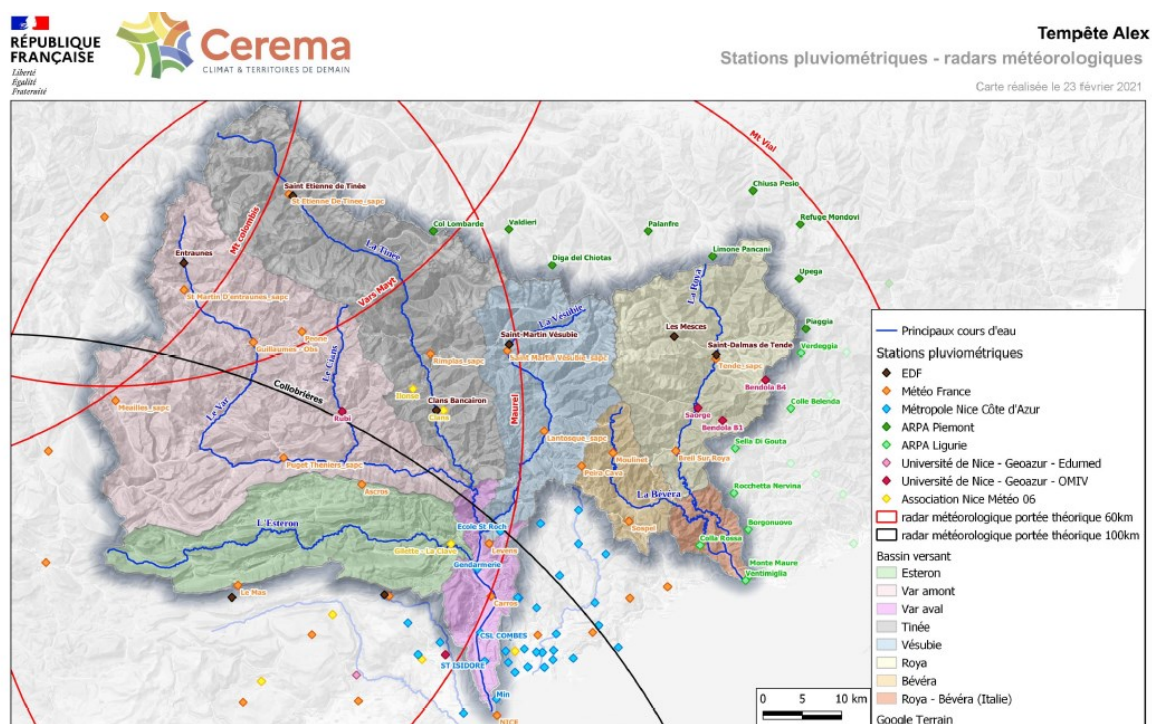 RÉPUBLIQUE
FRANÇAISE
Liberté
Égalité
Fraternité
Cerema
CLIMAT & TERRITOIRES DE DEMAIN
Tempête Alex
Stations pluviométriques - radars météorologiques
Carte réalisée le 23 février 2021
Mt Vial
Chiusa Pesio
Saint Etienne de Tinée
St Etienne De Tinee_sapc
Col Lombarde
Valdieri
Palanfre
Refuge Mondovi
Mt colombis
La Tinée
Entraunes
Diga del Chiotas
Limone Pancani
Upega
St Martin D'entraunes_sapc
Vars Mayt
La Roya
La Vésubie
Les Mesces
Piaggia
Peone
Guillaumes_Obs
Saint-Martin Vésubie
Saint Martin Vésubie_sapc
Saint-Dalmas de Tende
Tende_sapc
Verdeggia
Rimplas_sapc
Le Cians
Collobrières
Bendola B4
Meailles_sapc
Ilonse
Clans Bancairon
Clans
Maurel
Le Var
Rubi
Saorge
Bendola B1
Colle Belenda
Lantosque_sapc
Sella Di Gouta
Puget Theniers_sapc
Peira Cava
Moulinet
Breil Sur Roya
Ascros
La Bévéra
Rocchetta Nervina
L'Esteron
Ecole St Roch
Sospel
Borgonuovo
Gilette - La Clave
Levens
Colla Rossa
Gendarmerie
Monte Maure
Ventimiglia
Le Mas
Carros
CSL COMBES
ST ISIDORE
Min
NICE
Principaux cours d'eau
Stations pluviométriques
EDF
Météo France
Métropole Nice Côte d'Azur
ARPA Piemont
ARPA Ligurie
Université de Nice - Geoazur - Edumed
Université de Nice - Geoazur - OMIV
Association Nice Météo 06
radar météorologique portée théorique 60km
radar météorologique portée théorique 100km
Bassin versant
Esteron
Var amont
Var aval
Tinée
Vésubie
Roya
Bévéra
Roya - Bévéra (Italie)
Google Terrain
0 5 10 km